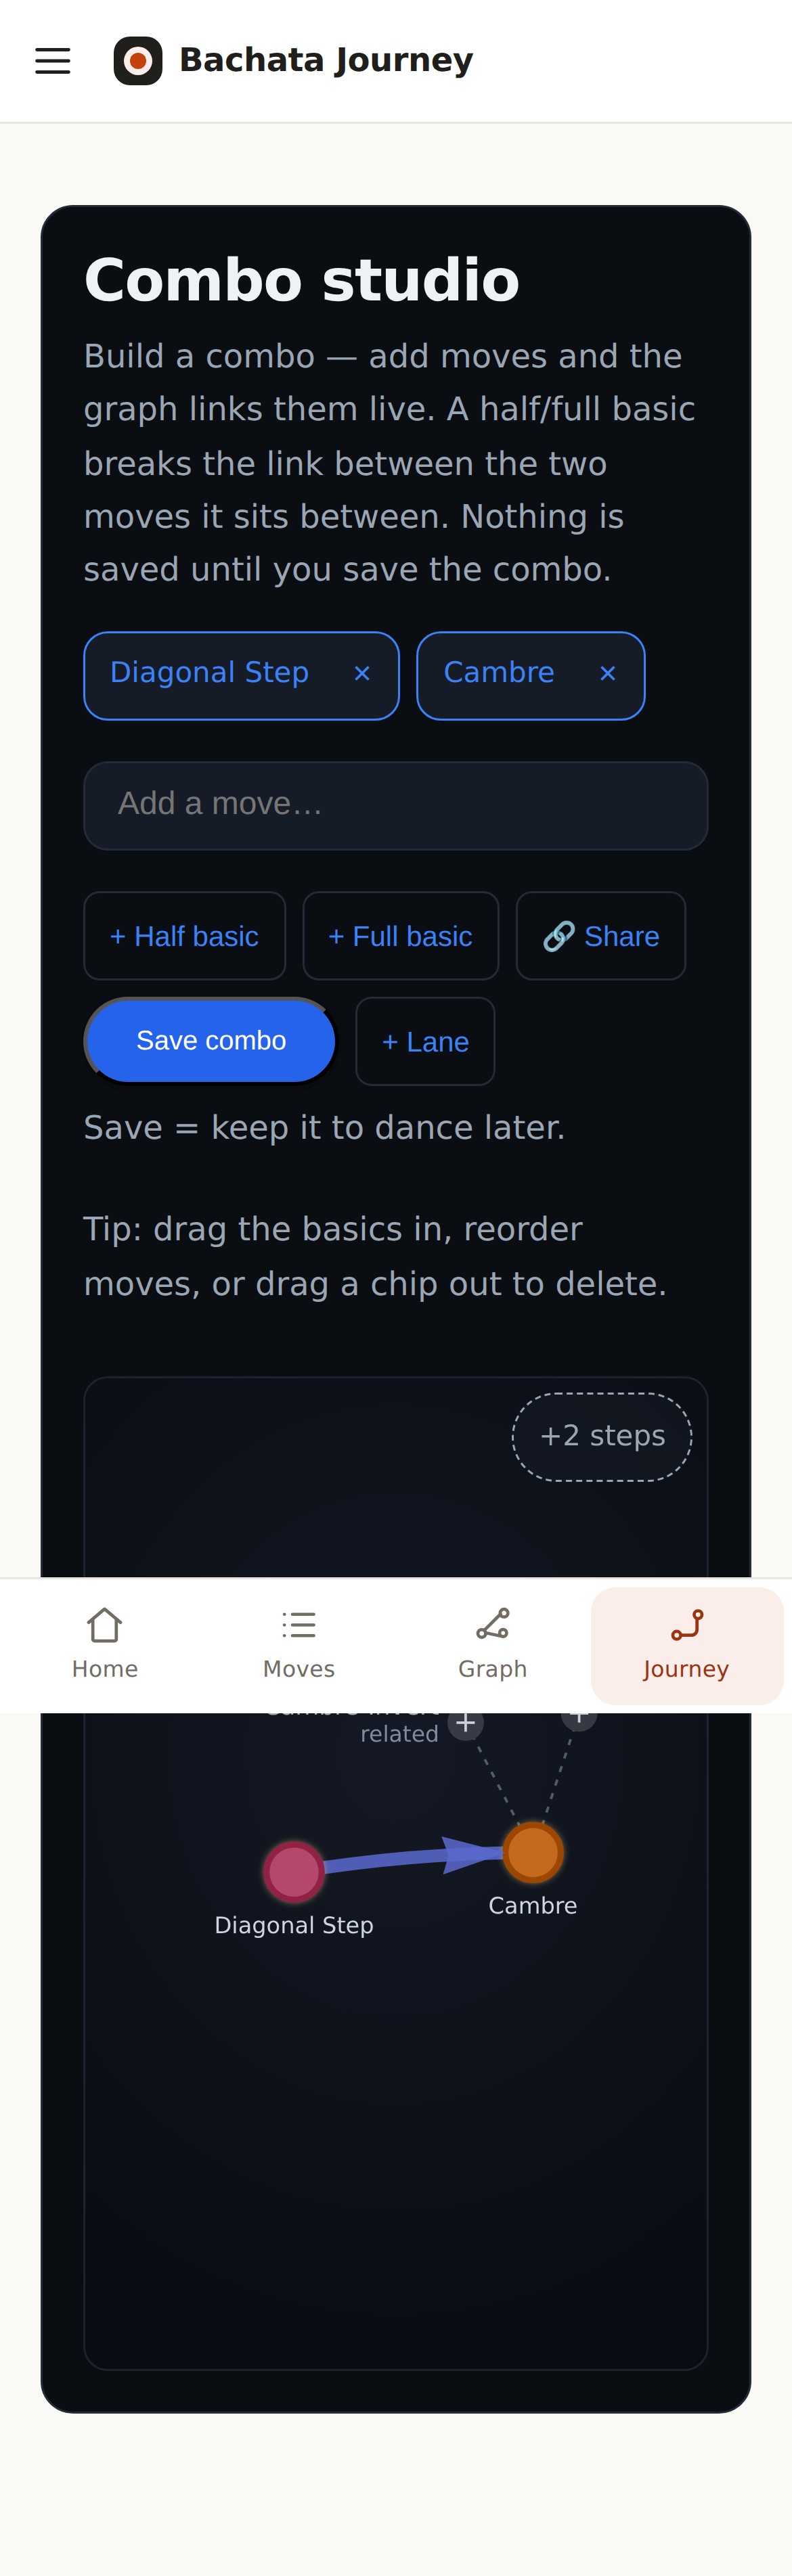 Bachata Journey
Combo studio
Build a combo — add moves and the
graph links them live. A half/full basic
breaks the link between the two
moves it sits between. Nothing is
saved until you save the combo.
Diagonal Step ×
Cambre ×
Add a move…
+ Half basic
+ Full basic
🔗 Share
Save combo
+ Lane
Save = keep it to dance later.
Tip: drag the basics in, reorder
moves, or drag a chip out to delete.
+2 steps
Home
Moves
Graph
Journey
related
Cambre
Diagonal Step